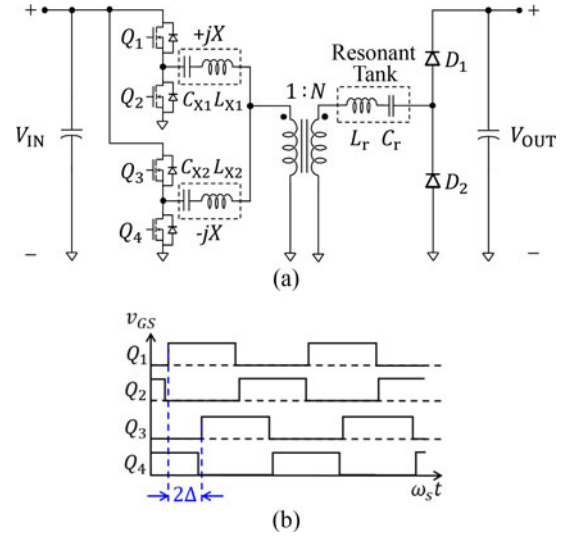 + +
Q1 +jX
Resonant
Tank
D1
1 : N
Q2 CX1 LX1
VIN Lr Cr VOUT
Q3 CX2 LX2
D2
Q4 -jX
– –
(a)
vGS
Q1
Q2
Q3
Q4
2Δ ωst
(b)